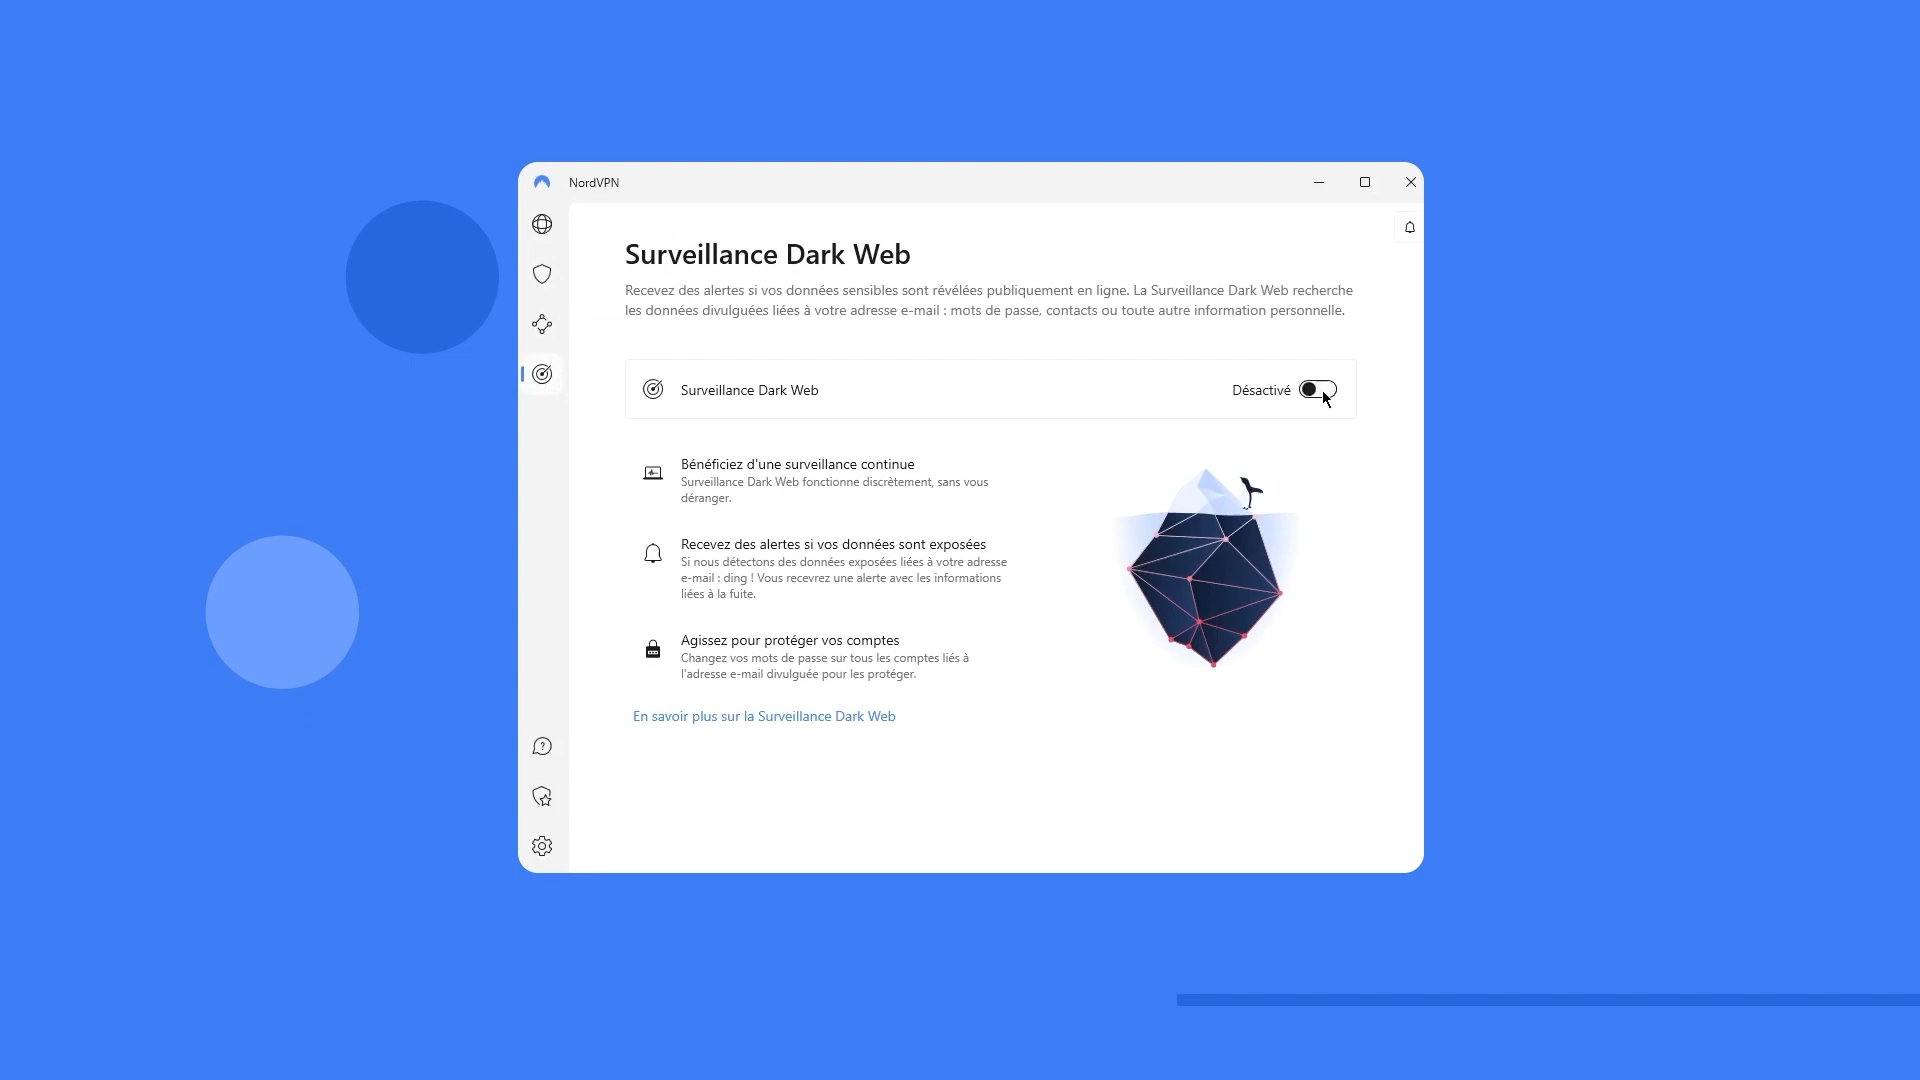 NordVPN
Surveillance Dark Web
Recevez des alertes si vos données sensibles sont révélées publiquement en ligne. La Surveillance Dark Web recherche
les données divulguées liées à votre adresse e-mail : mots de passe, contacts ou toute autre information personnelle.
Surveillance Dark Web
Désactivé
Bénéficiez d'une surveillance continue
Surveillance Dark Web fonctionne discrètement, sans vous
déranger.
Recevez des alertes si vos données sont exposées
Si nous détectons des données exposées liées à votre adresse
e-mail : ding ! Vous recevrez une alerte avec les informations
liées à la fuite.
Agissez pour protéger vos comptes
Changez vos mots de passe sur tous les comptes liés à
l'adresse e-mail divulguée pour les protéger.
En savoir plus sur la Surveillance Dark Web